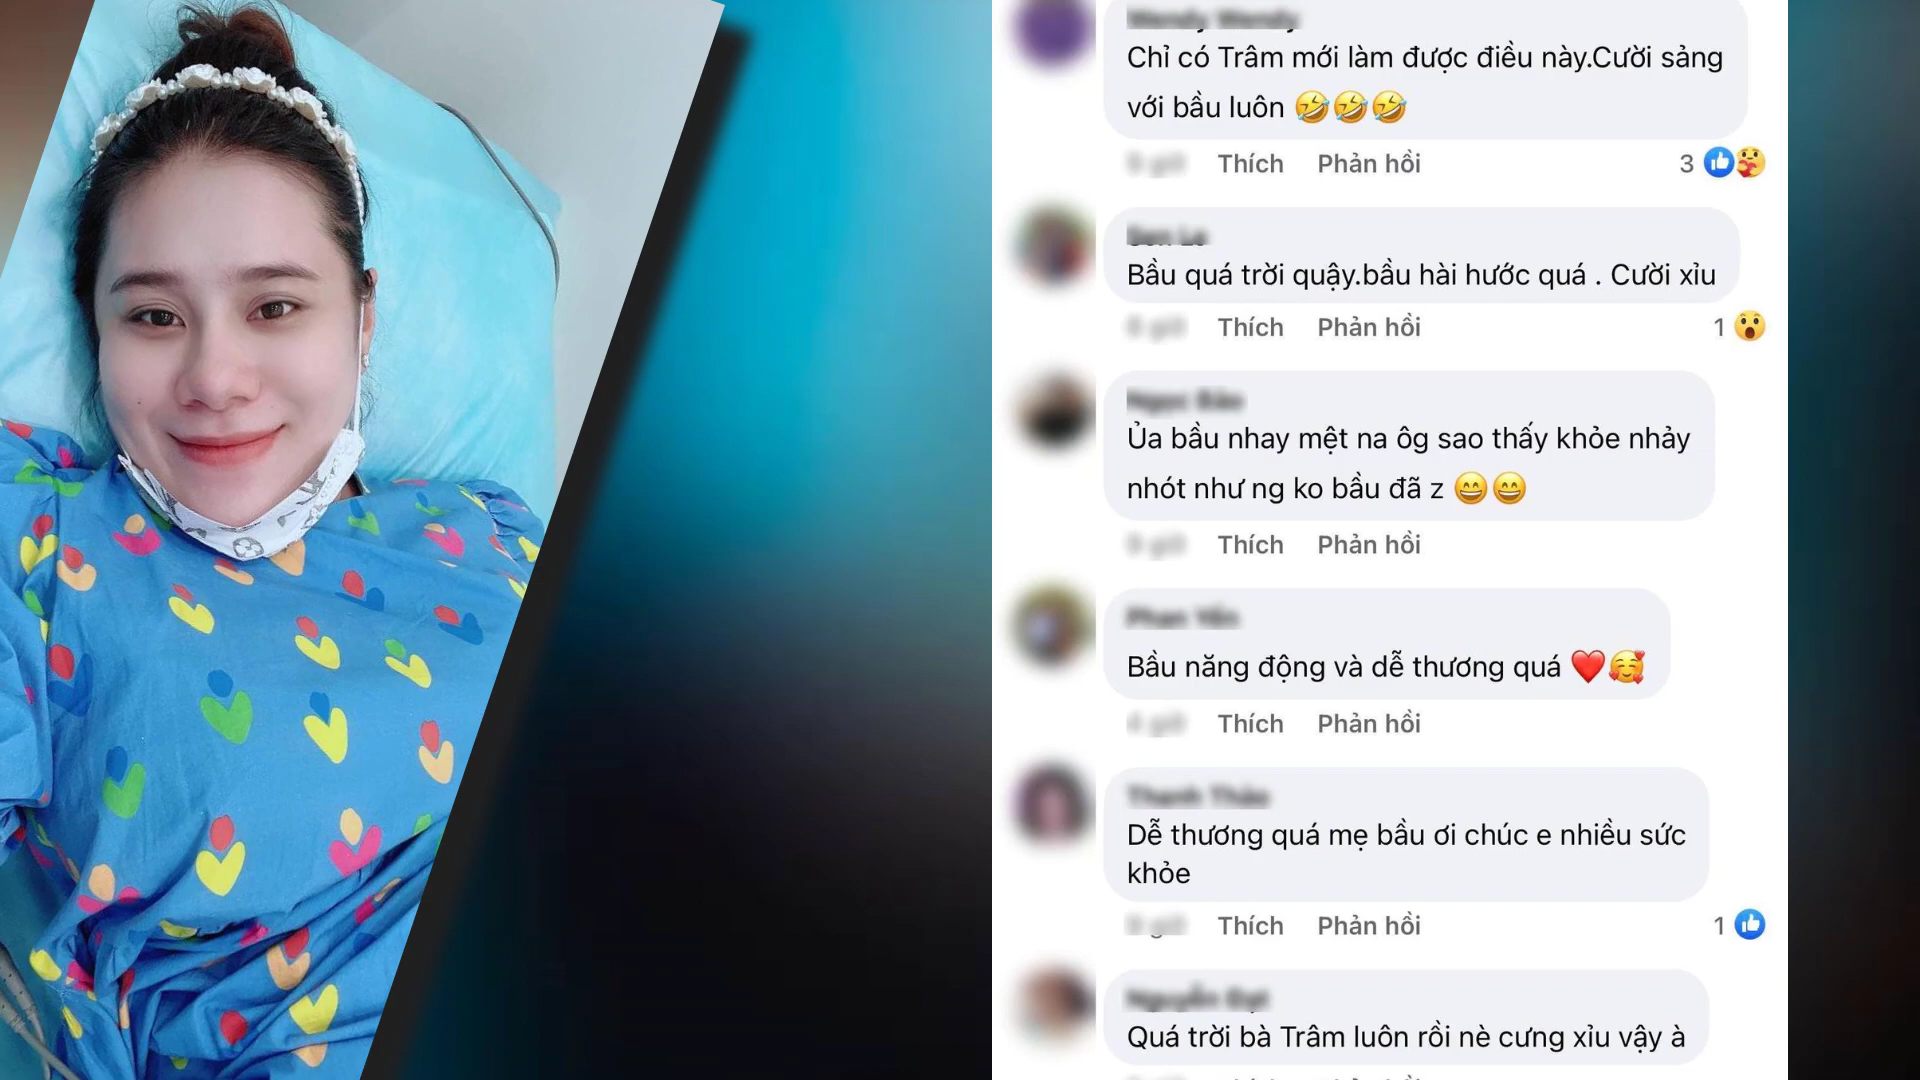 Chỉ có Trâm mới làm được điều này.Cười sảng
với bầu luôn 🤣🤣🤣
Thích Phản hồi 3
Bầu quá trời quậy.bầu hài hước quá . Cười xỉu
Thích Phản hồi 1
Ủa bầu nhay mệt na ôg sao thấy khỏe nhảy
nhót như ng ko bầu đã z 😄😄
Thích Phản hồi
Bầu năng động và dễ thương quá ❤️🥰
Thích Phản hồi
Dễ thương quá mẹ bầu ơi chúc e nhiều sức
khỏe
Thích Phản hồi 1
Quá trời bà Trâm luôn rồi nè cưng xỉu vậy à